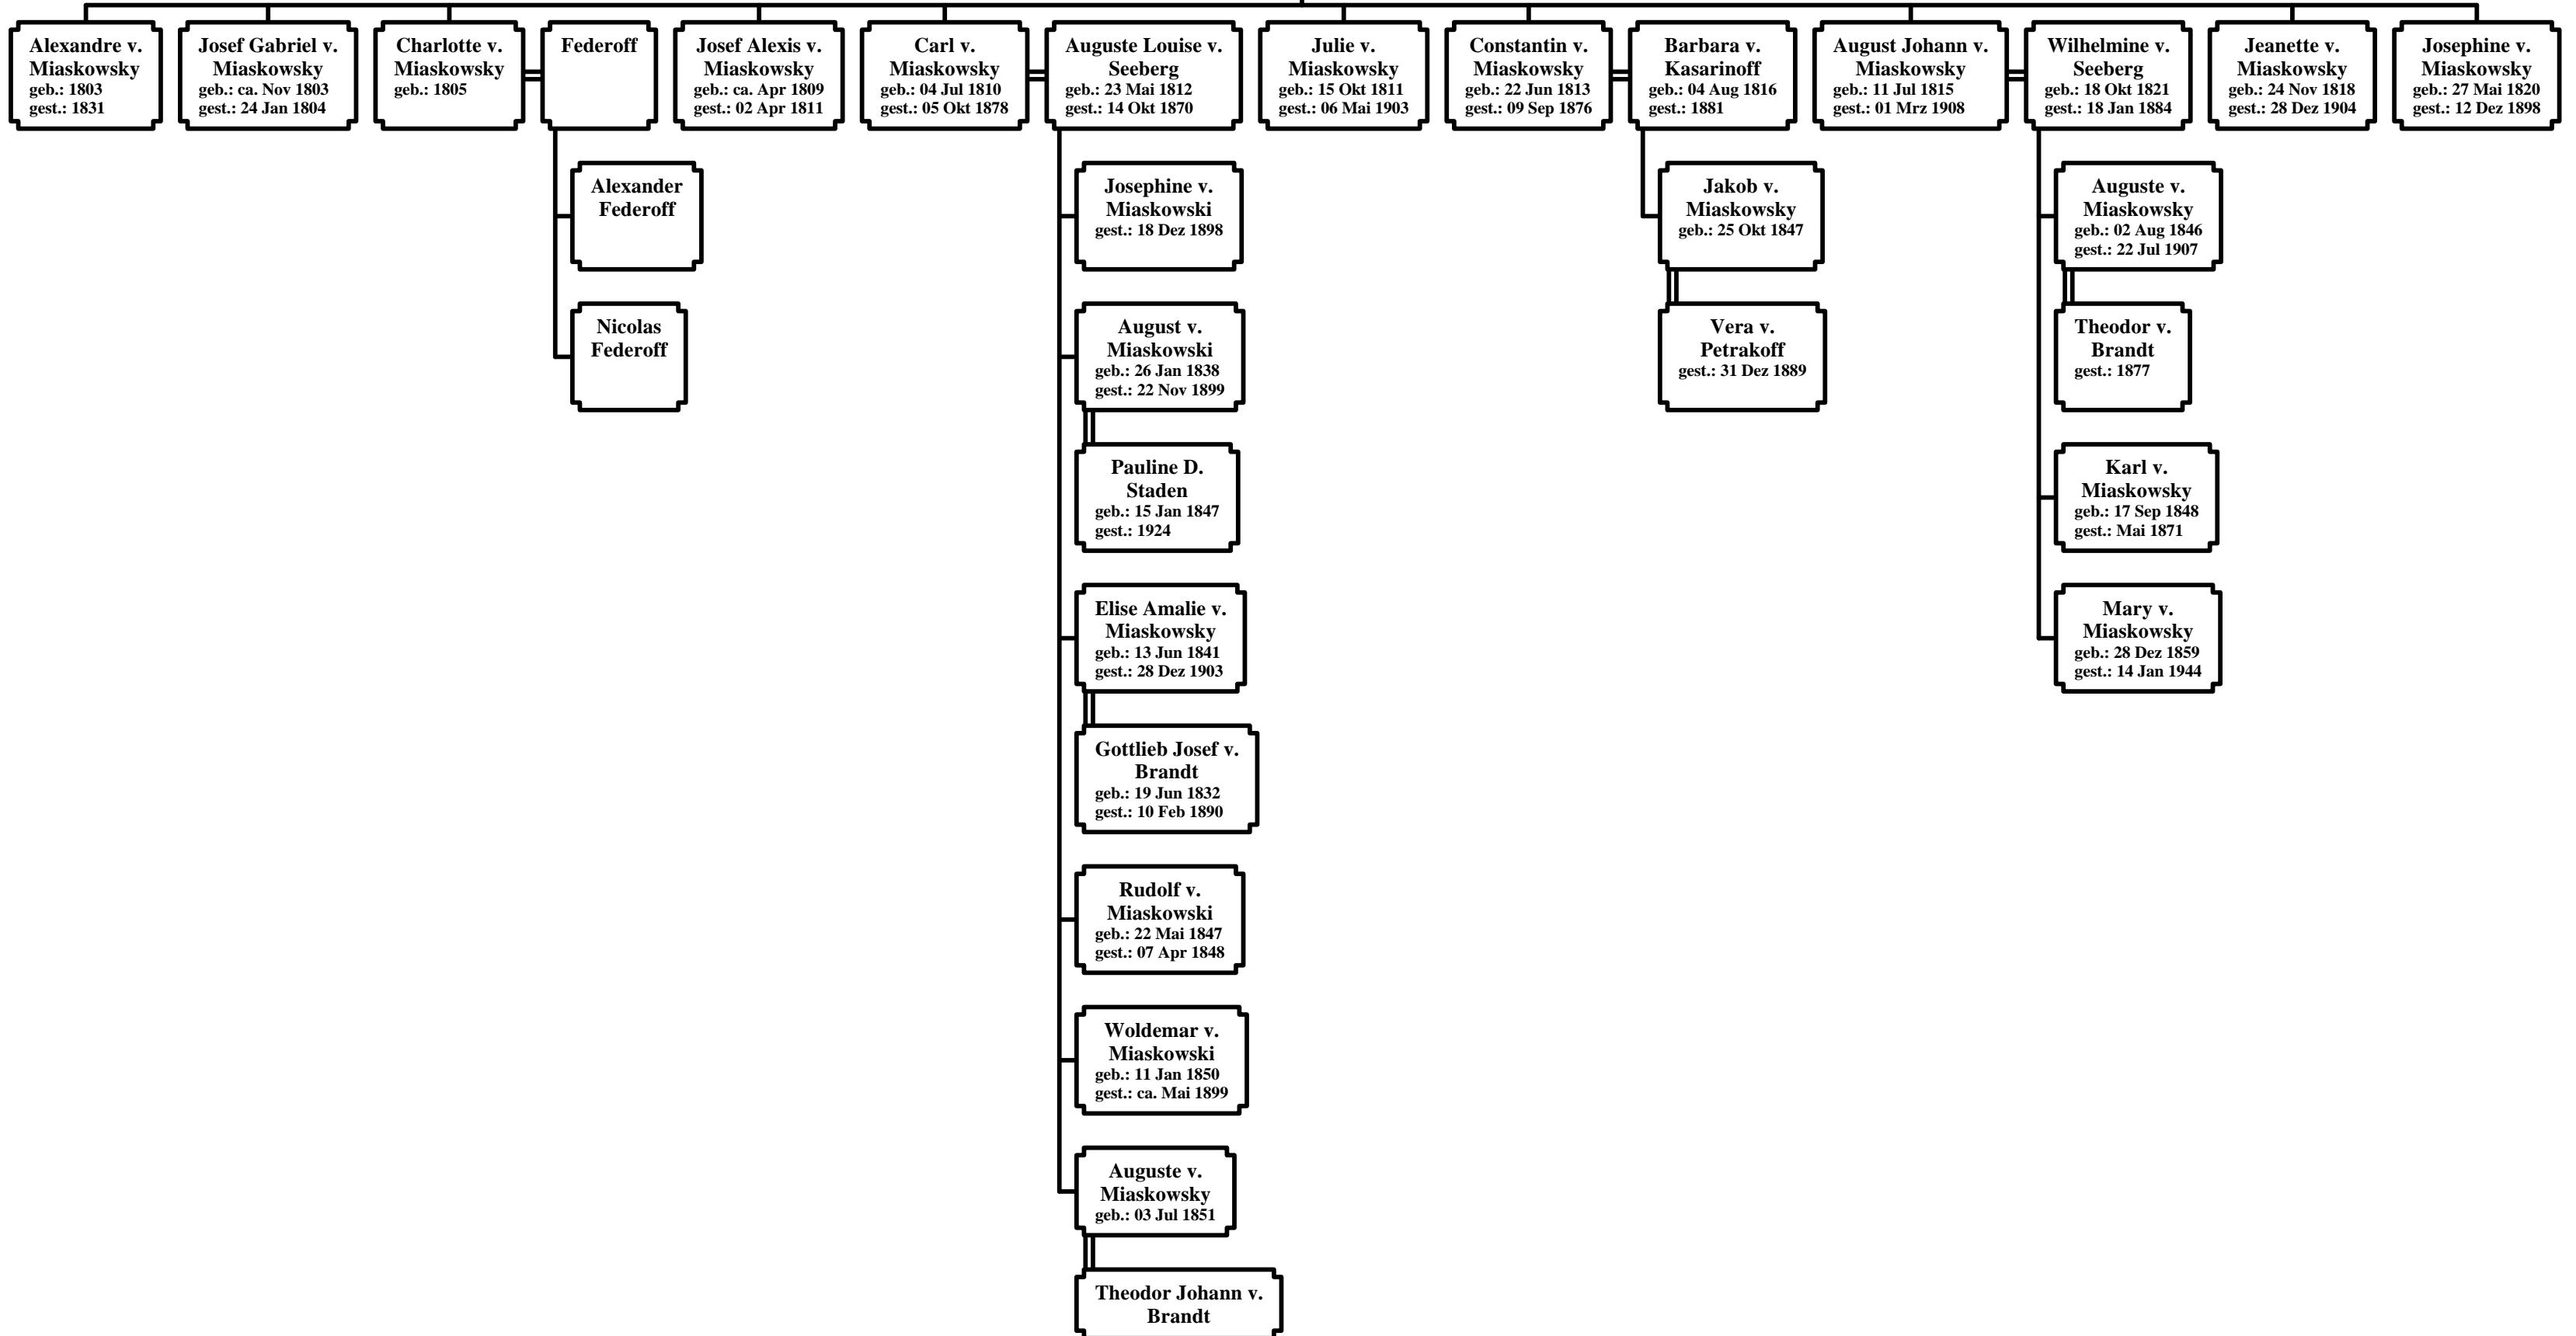 Alexandre v.
Miaskowsky
geb.: 1803
gest.: 1831
Josef Gabriel v.
Miaskowsky
geb.: ca. Nov 1803
gest.: 24 Jan 1804
Charlotte v.
Miaskowsky
geb.: 1805
Federoff
Josef Alexis v.
Miaskowsky
geb.: ca. Apr 1809
gest.: 02 Apr 1811
Carl v.
Miaskowsky
geb.: 04 Jul 1810
gest.: 05 Okt 1878
Auguste Louise v.
Seeberg
geb.: 23 Mai 1812
gest.: 14 Okt 1870
Julie v.
Miaskowsky
geb.: 15 Okt 1811
gest.: 06 Mai 1903
Constantin v.
Miaskowsky
geb.: 22 Jun 1813
gest.: 09 Sep 1876
Barbara v.
Kasarinoff
geb.: 04 Aug 1816
gest.: 1881
August Johann v.
Miaskowsky
geb.: 11 Jul 1815
gest.: 01 Mrz 1908
Wilhelmine v.
Seeberg
geb.: 18 Okt 1821
gest.: 18 Jan 1884
Jeanette v.
Miaskowsky
geb.: 24 Nov 1818
gest.: 28 Dez 1904
Josephine v.
Miaskowsky
geb.: 27 Mai 1820
gest.: 12 Dez 1898
Alexander
Federoff
Nicolas
Federoff
Josephine v.
Miaskowski
gest.: 18 Dez 1898
August v.
Miaskowski
geb.: 26 Jan 1838
gest.: 22 Nov 1899
Pauline D.
Staden
geb.: 15 Jan 1847
gest.: 1924
Elise Amalie v.
Miaskowsky
geb.: 13 Jun 1841
gest.: 28 Dez 1903
Gottlieb Josef v.
Brandt
geb.: 19 Jun 1832
gest.: 10 Feb 1890
Rudolf v.
Miaskowski
geb.: 22 Mai 1847
gest.: 07 Apr 1848
Woldemar v.
Miaskowski
geb.: 11 Jan 1850
gest.: ca. Mai 1899
Auguste v.
Miaskowsky
geb.: 03 Jul 1851
Theodor Johann v.
Brandt
Jakob v.
Miaskowsky
geb.: 25 Okt 1847
Vera v.
Petrakoff
gest.: 31 Dez 1889
Auguste v.
Miaskowsky
geb.: 02 Aug 1846
gest.: 22 Jul 1907
Theodor v.
Brandt
gest.: 1877
Karl v.
Miaskowsky
geb.: 17 Sep 1848
gest.: Mai 1871
Mary v.
Miaskowsky
geb.: 28 Dez 1859
gest.: 14 Jan 1944